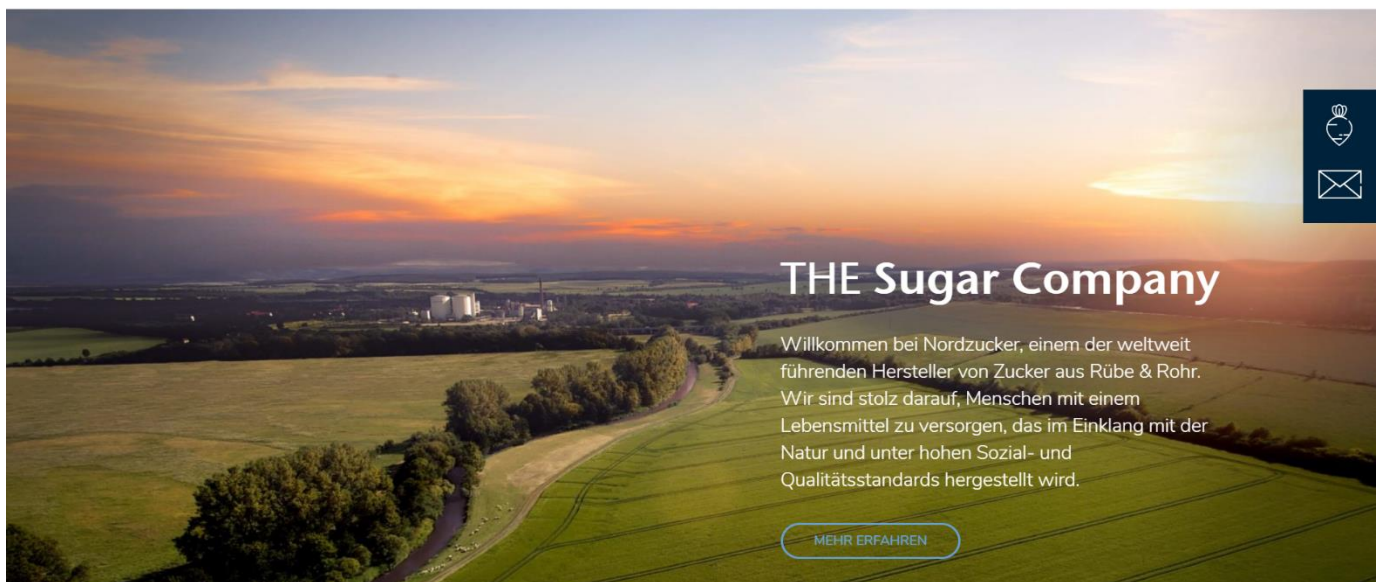 THE Sugar Company
Willkommen bei Nordzucker, einem der weltweit
führenden Hersteller von Zucker aus Rübe & Rohr.
Wir sind stolz darauf, Menschen mit einem
Lebensmittel zu versorgen, das im Einklang mit der
Natur und unter hohen Sozial- und
Qualitätsstandards hergestellt wird.
MEHR ERFAHREN